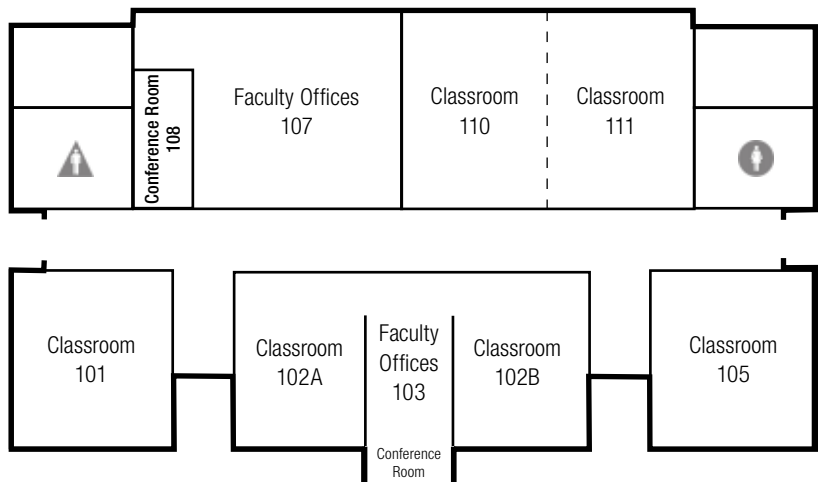 Conference Room
108
Faculty Offices
107
Classroom
110
Classroom
111
Classroom
101
Classroom
102A
Faculty
Offices
103
Classroom
102B
Classroom
105
Conference
Room